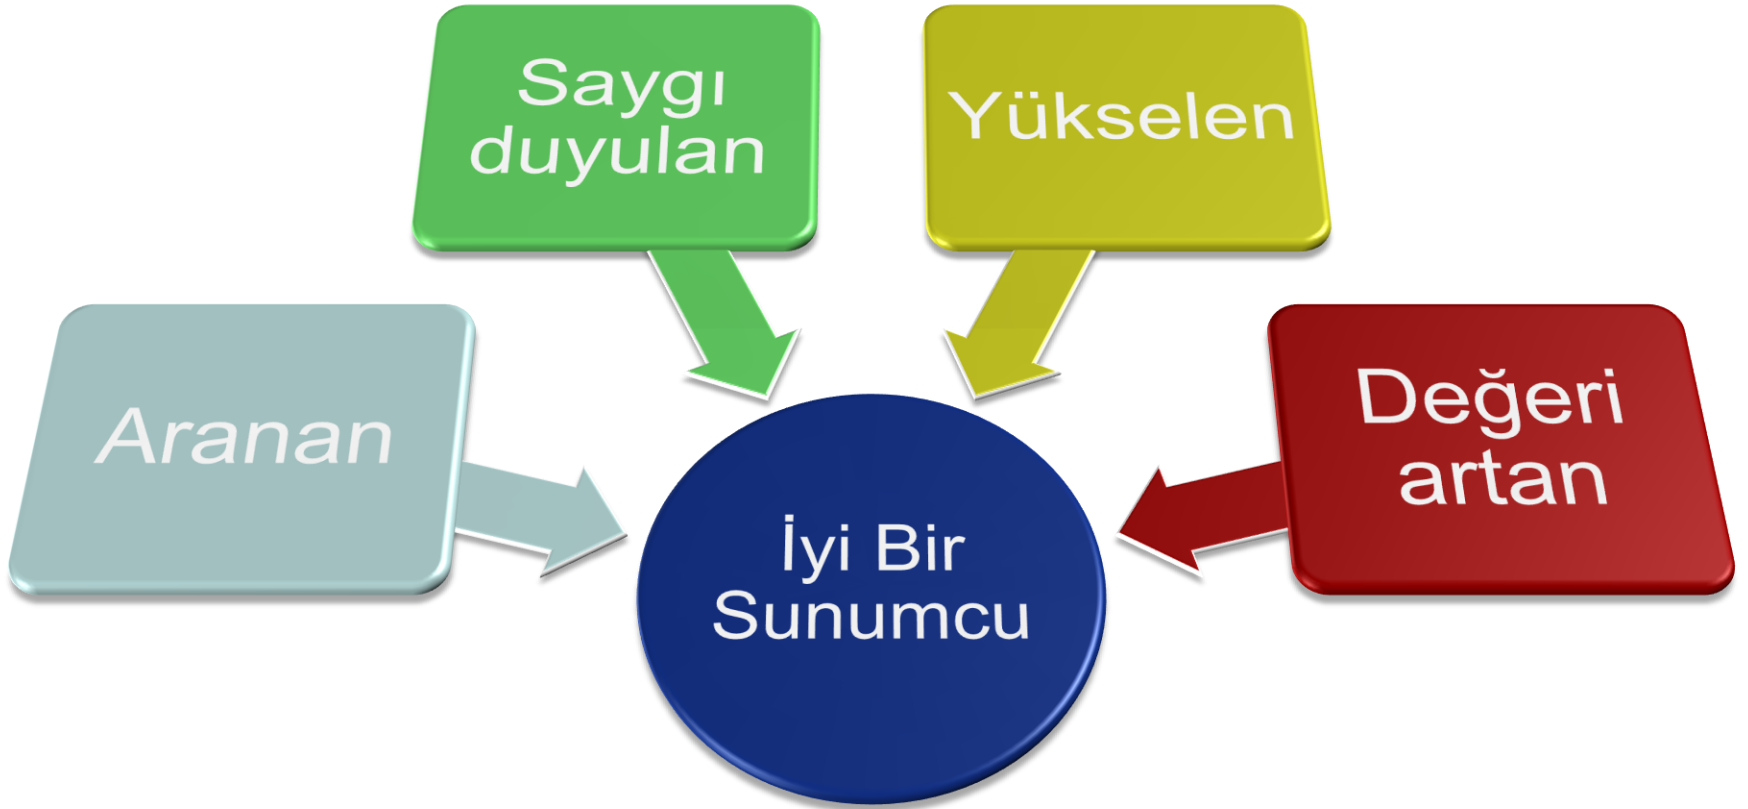 Saygı
duyulan
Yükselen
Aranan
Değeri
artan
İyi Bir
Sunumcu